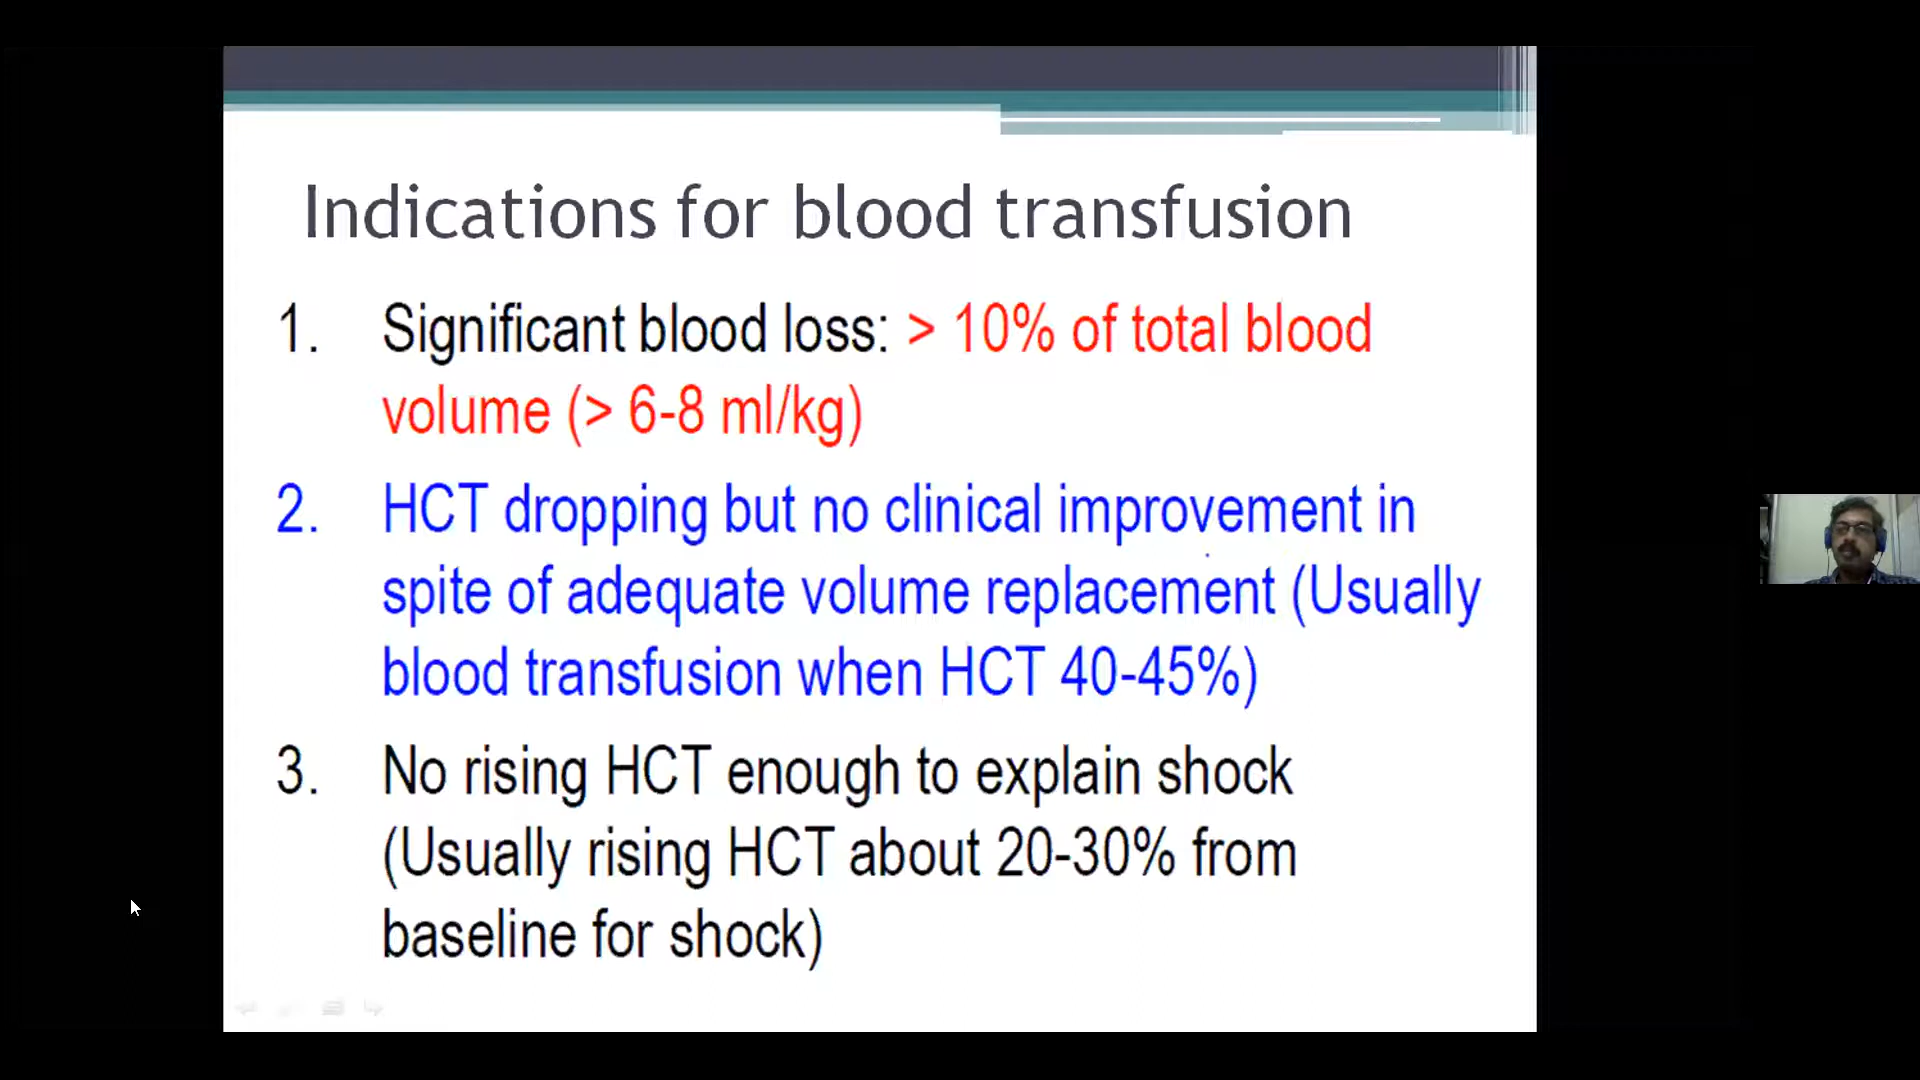 Indications for blood transfusion
1. Significant blood loss: > 10% of total blood
volume (> 6-8 ml/kg)
2. HCT dropping but no clinical improvement in
spite of adequate volume replacement (Usually
blood transfusion when HCT 40-45%)
3. No rising HCT enough to explain shock
(Usually rising HCT about 20-30% from
baseline for shock)